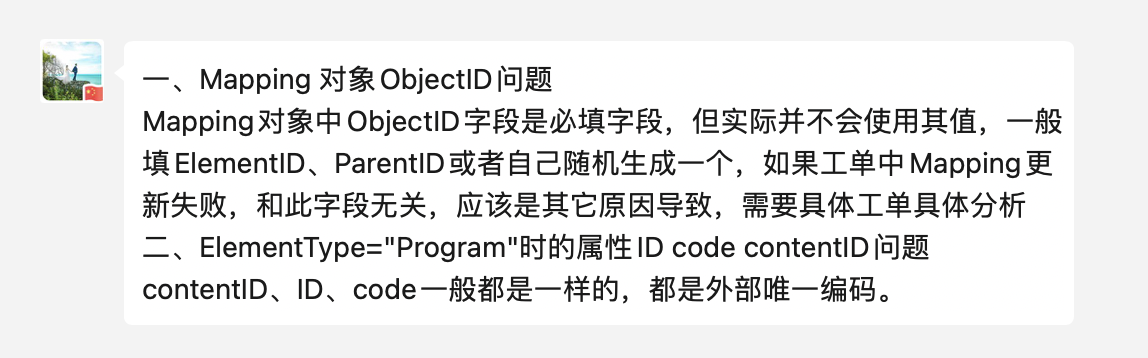 一、Mapping 对象ObjectID问题
Mapping对象中ObjectID字段是必填字段，但实际并不会使用其值，一般
填ElementID、ParentID或者自己随机生成一个，如果工单中Mapping更
新失败，和此字段无关，应该是其它原因导致，需要具体工单具体分析
二、ElementType="Program"时的属性ID code contentID问题
contentID、ID、code一般都是一样的，都是外部唯一编码。